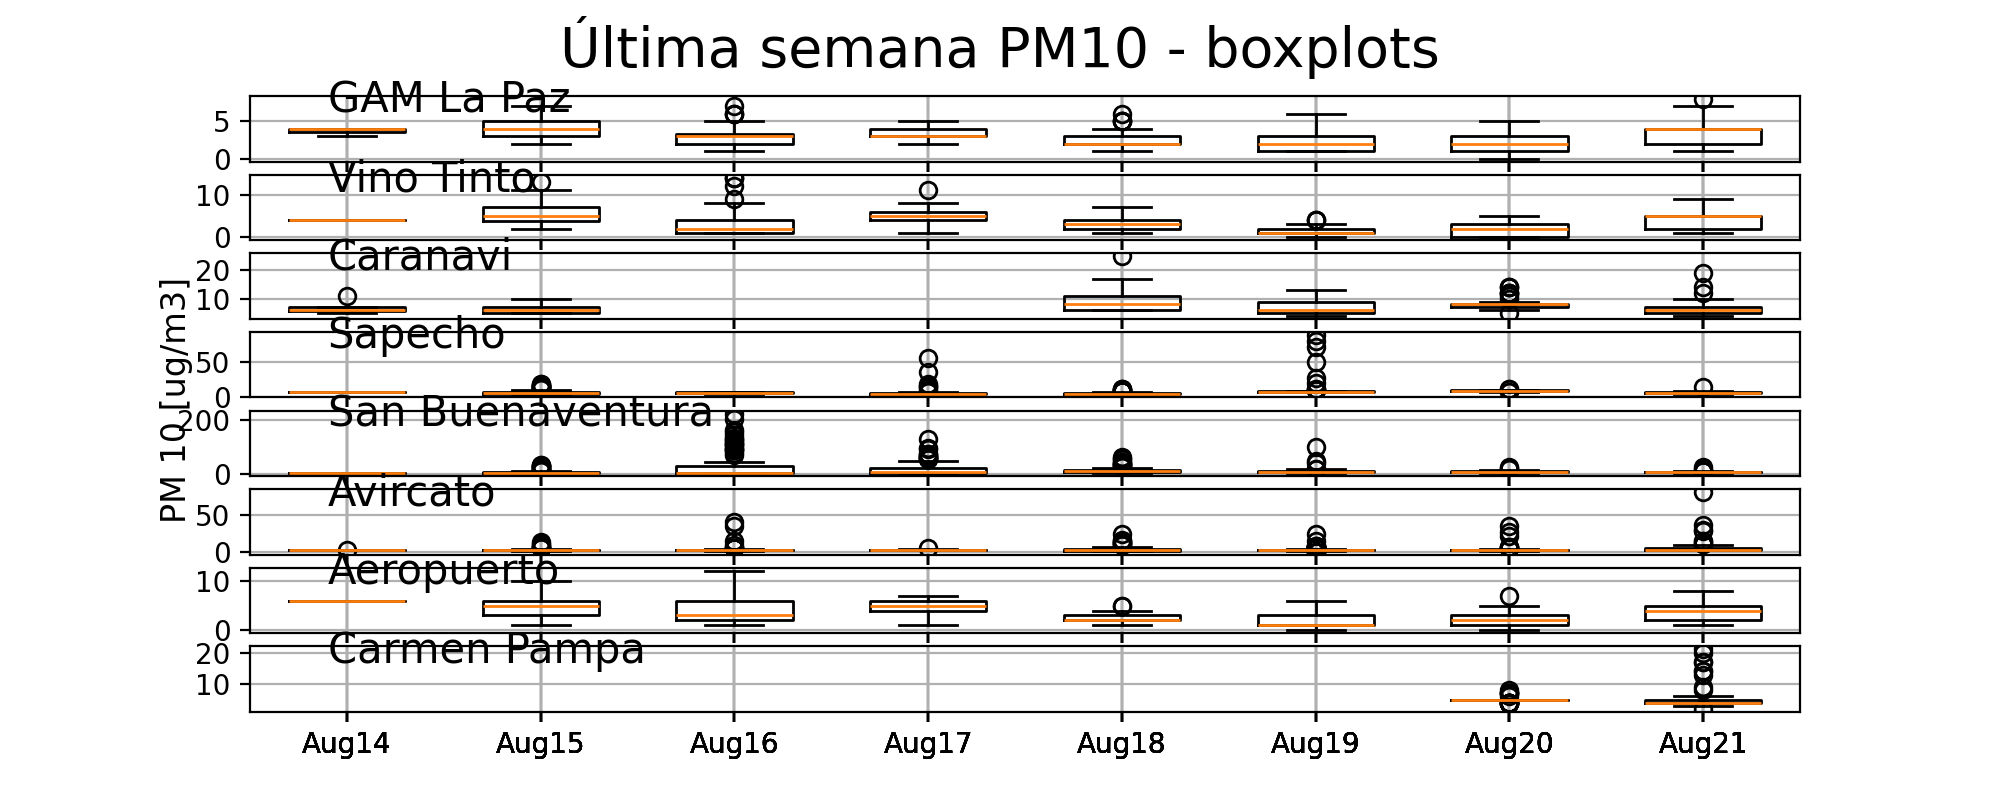 Última semana PM10 - boxplots
PM 10 [ug/m3]
GAM La Paz
5
0
Vino Tinto
10
0
Caranavi
20
10
Sapecho
50
0
San Buenaventura
200
0
Avircato
50
0
Aeropuerto
10
0
Carmen Pampa
20
10
Aug14 Aug15 Aug16 Aug17 Aug18 Aug19 Aug20 Aug21